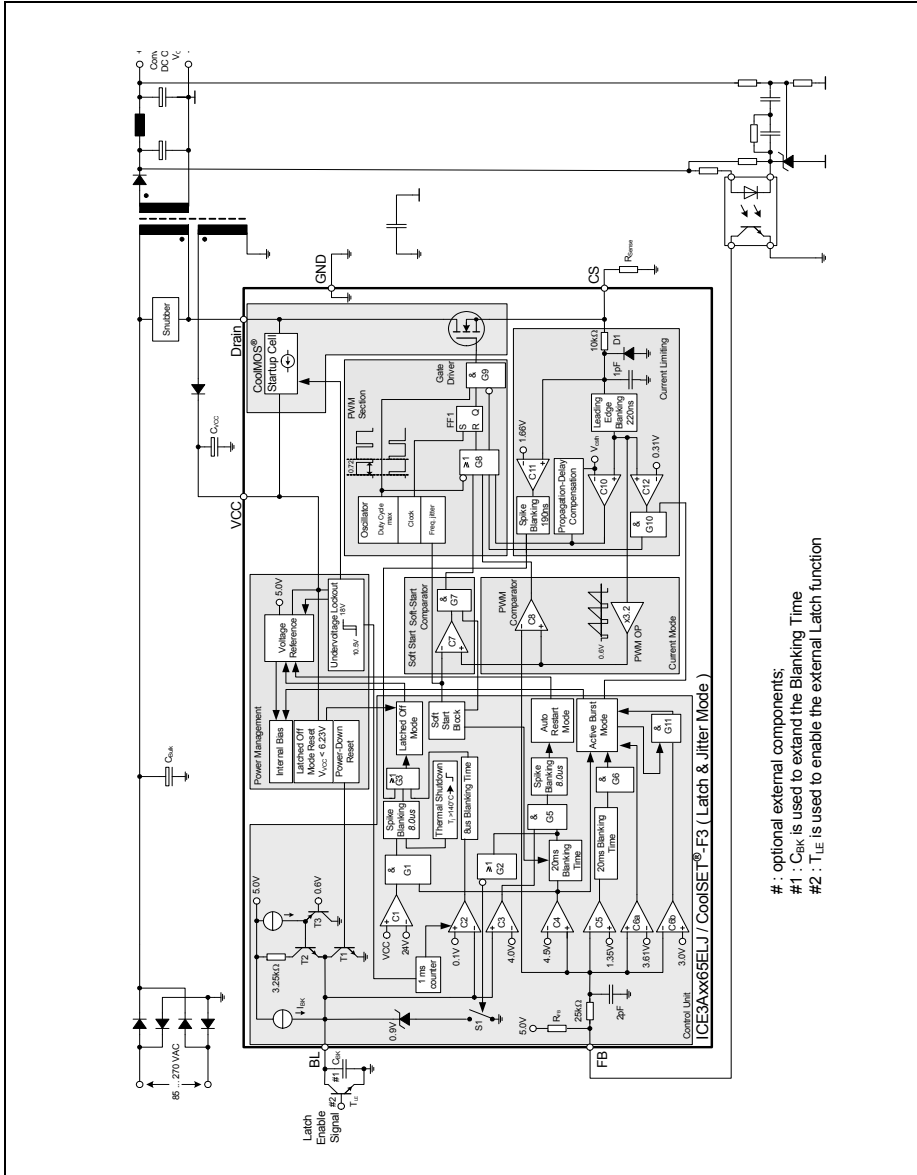 +
Conv
DC O
V
-
Snubber
85 ... 270 VAC
CBulk
CVCC
VCC
Drain
GND
CS
RSense
BL
FB
#1
CBK
#2
TLE
Latch
Enable
Signal
Power Management
Internal Bias
Latched Off
Mode Reset
VVCC < 6.23V
Power-Down
Reset
Voltage
Reference
5.0V
Undervoltage Lockout
18V
10.5V
CoolMOS®
Startup Cell
PWM
Section
0.72
Oscillator
Duty Cycle
max
Clock
Freq. jitter
≥1
G8
FF1
S
R
Q
Gate
Driver
&
G9
Soft Start
Soft-Start
Comparator
C7
&
G7
Soft
Start
Block
PWM
Comparator
C8
0.6V
x3.2
PWM OP
Current Mode
1.66V
C11
Spike
Blanking
190ns
Propagation-Delay
Compensation
Vcsth
C10
C12
0.31V
&
G10
Leading
Edge
Blanking
220ns
10kΩ
D1
1pF
Current Limiting
5.0V
3.25kΩ
IBK
T2
T3
0.6V
T1
0.9V
S1
1 ms
counter
VCC
24V
C1
&
G1
Spike
Blanking
8.0us
≥1
G3
Latched Off
Mode
Thermal Shutdown
Tj >140°C
0.1V
C2
8us Blanking Time
4.0V
C3
≥1
G2
4.5V
C4
20ms
Blanking
Time
&
G5
Spike
Blanking
8.0us
Auto
Restart
Mode
1.35V
C5
20ms Blanking
Time
&
G6
Active Burst
Mode
3.61V
C6a
3.0V
C6b
&
G11
5.0V
RFB
25kΩ
2pF
Control Unit
ICE3Axx65ELJ / CoolSET®-F3 ( Latch & Jitter Mode )
# : optional external components;
#1 : CBK is used to extand the Blanking Time
#2 : TLE is used to enable the external Latch function